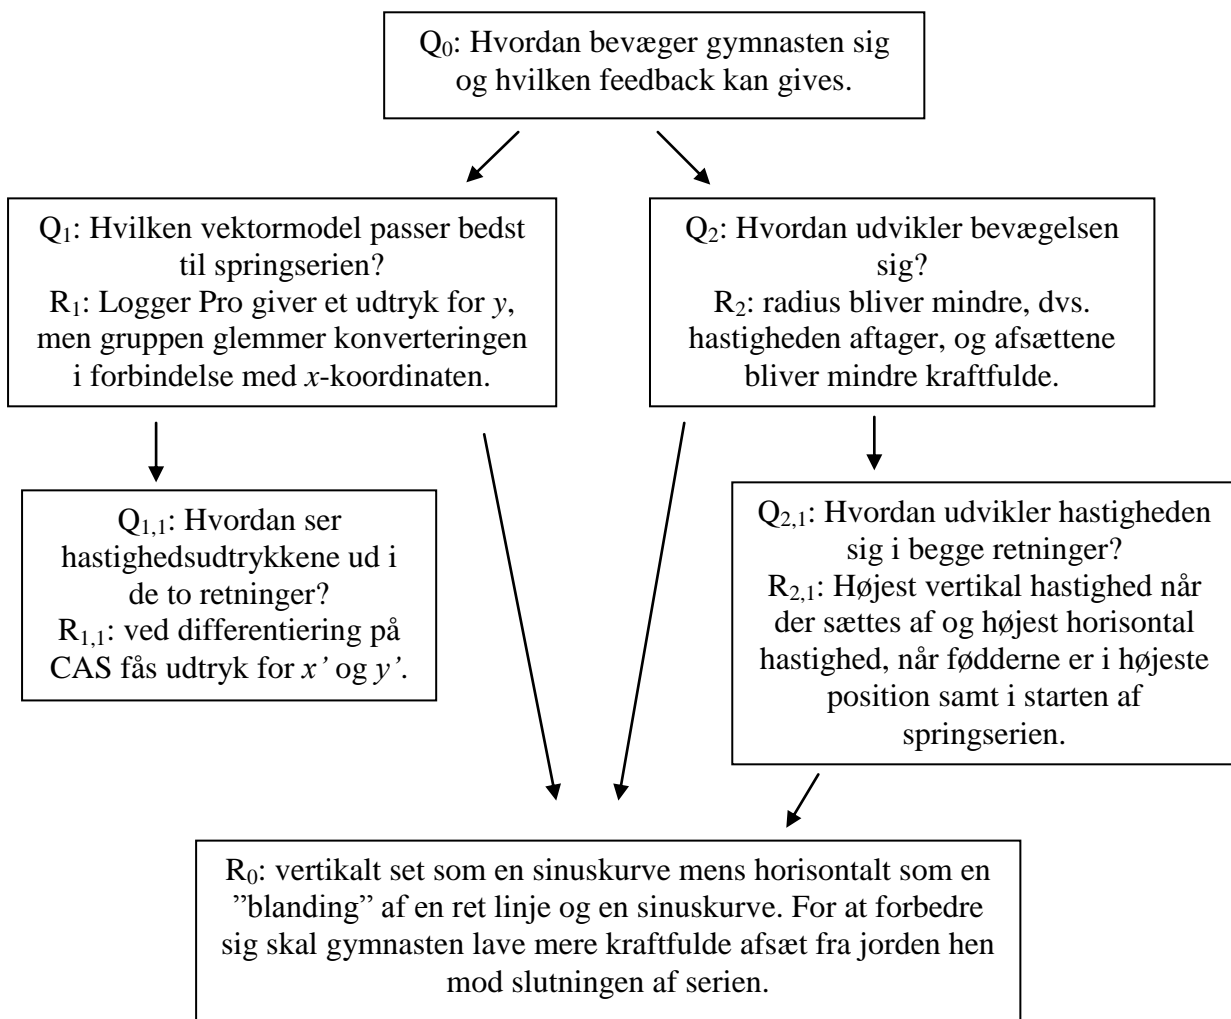 Q₀: Hvordan bevæger gymnasten sig
og hvilken feedback kan gives.
Q₁: Hvilken vektormodel passer bedst
til springserien?
R₁: Logger Pro giver et udtryk for y,
men gruppen glemmer konverteringen
i forbindelse med x-koordinaten.
Q₂: Hvordan udvikler bevægelsen
sig?
R₂: radius bliver mindre, dvs.
hastigheden aftager, og afsættene
bliver mindre kraftfulde.
Q₁,₁: Hvordan ser
hastighedsudtrykkene ud i
de to retninger?
R₁,₁: ved differentiering på
CAS fås udtryk for x’ og y’.
Q₂,₁: Hvordan udvikler hastigheden
sig i begge retninger?
R₂,₁: Højest vertikal hastighed når
der sættes af og højest horisontal
hastighed, når fødderne er i højeste
position samt i starten af
springserien.
R₀: vertikalt set som en sinuskurve mens horisontalt som en
”blanding” af en ret linje og en sinuskurve. For at forbedre
sig skal gymnasten lave mere kraftfulde afsæt fra jorden hen
mod slutningen af serien.